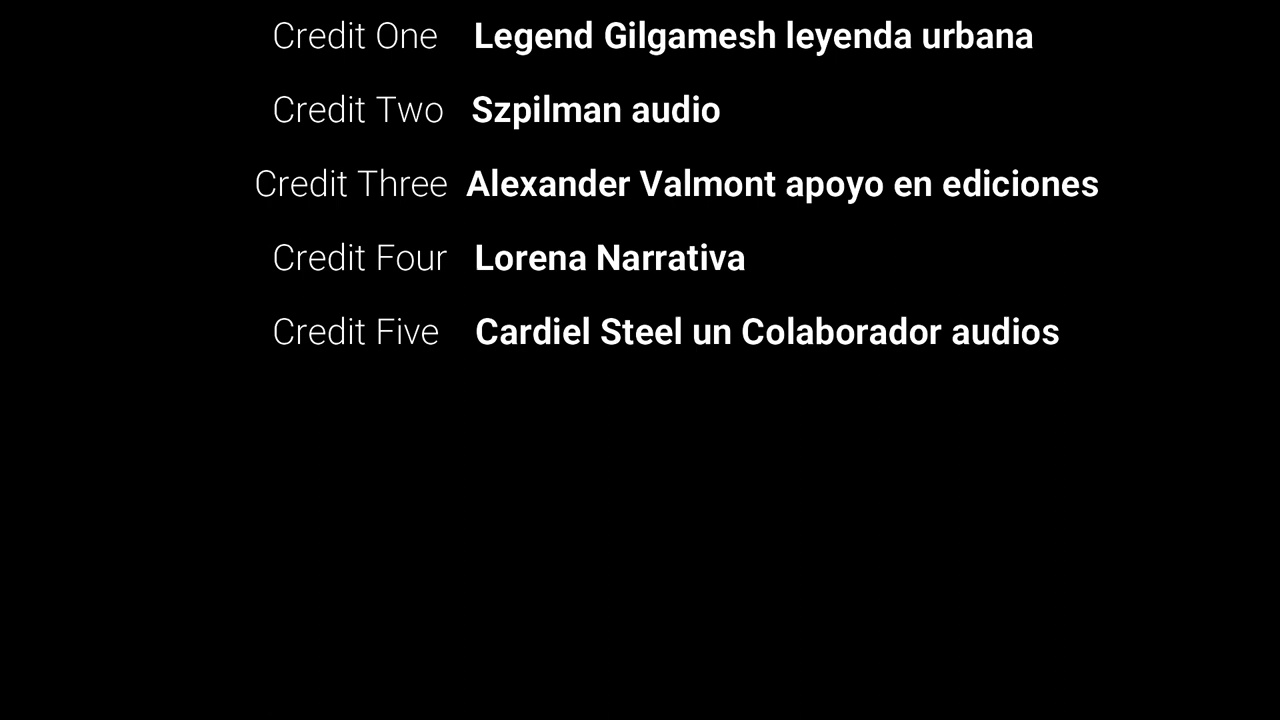 Credit One Legend Gilgamesh leyenda urbana
Credit Two Szpilman audio
Credit Three Alexander Valmont apoyo en ediciones
Credit Four Lorena Narrativa
Credit Five Cardiel Steel un Colaborador audios